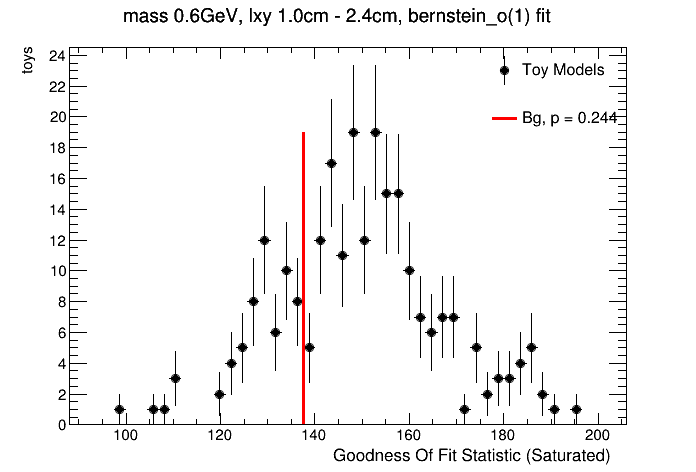 mass 0.6GeV, lxy 1.0cm - 2.4cm, bernstein_o(1) fit
toys
24
22
20
18
16
14
12
10
8
6
4
2
0
Toy Models
Bg, p = 0.244
100 120 140 160 180 200
Goodness Of Fit Statistic (Saturated)